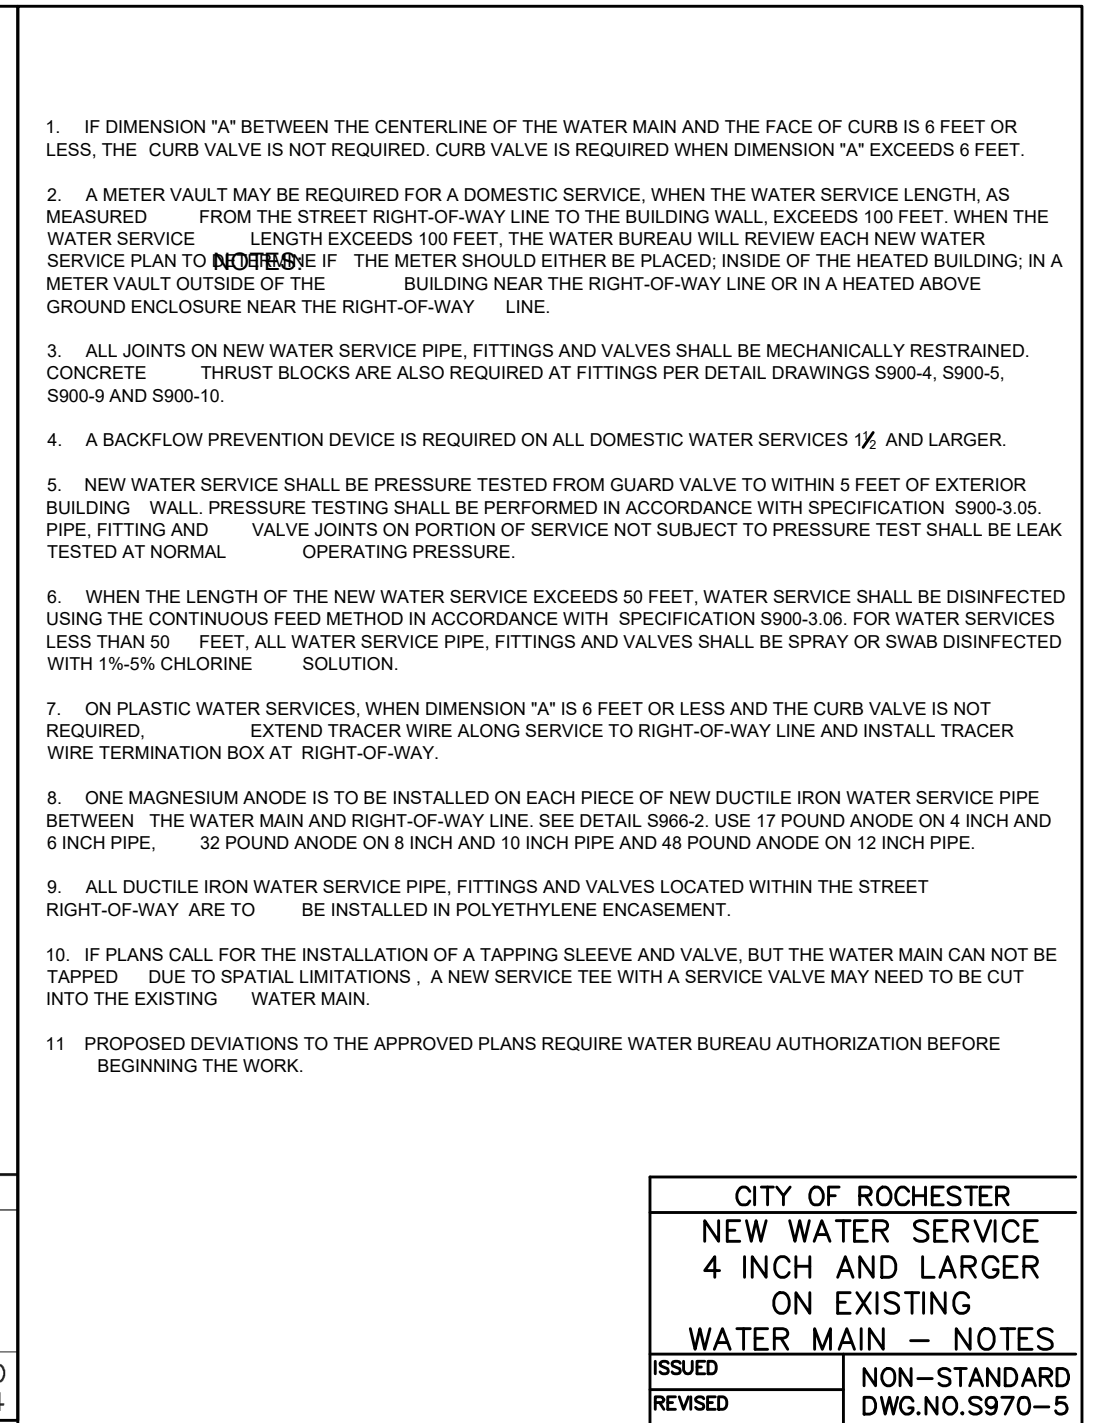 1. IF DIMENSION "A" BETWEEN THE CENTERLINE OF THE WATER MAIN AND THE FACE OF CURB IS 6 FEET OR
LESS, THE CURB VALVE IS NOT REQUIRED. CURB VALVE IS REQUIRED WHEN DIMENSION "A" EXCEEDS 6 FEET.
2. A METER VAULT MAY BE REQUIRED FOR A DOMESTIC SERVICE, WHEN THE WATER SERVICE LENGTH, AS
MEASURED FROM THE STREET RIGHT-OF-WAY LINE TO THE BUILDING WALL, EXCEEDS 100 FEET. WHEN THE
WATER SERVICE LENGTH EXCEEDS 100 FEET, THE WATER BUREAU WILL REVIEW EACH NEW WATER
SERVICE PLAN TO DETERMINE IF THE METER SHOULD EITHER BE PLACED; INSIDE OF THE HEATED BUILDING; IN A
NOTES:
METER VAULT OUTSIDE OF THE BUILDING NEAR THE RIGHT-OF-WAY LINE OR IN A HEATED ABOVE
GROUND ENCLOSURE NEAR THE RIGHT-OF-WAY LINE.
3. ALL JOINTS ON NEW WATER SERVICE PIPE, FITTINGS AND VALVES SHALL BE MECHANICALLY RESTRAINED.
CONCRETE THRUST BLOCKS ARE ALSO REQUIRED AT FITTINGS PER DETAIL DRAWINGS S900-4, S900-5,
S900-9 AND S900-10.
4. A BACKFLOW PREVENTION DEVICE IS REQUIRED ON ALL DOMESTIC WATER SERVICES 1½ AND LARGER.
5. NEW WATER SERVICE SHALL BE PRESSURE TESTED FROM GUARD VALVE TO WITHIN 5 FEET OF EXTERIOR
BUILDING WALL. PRESSURE TESTING SHALL BE PERFORMED IN ACCORDANCE WITH SPECIFICATION S900-3.05.
PIPE, FITTING AND VALVE JOINTS ON PORTION OF SERVICE NOT SUBJECT TO PRESSURE TEST SHALL BE LEAK
TESTED AT NORMAL OPERATING PRESSURE.
6. WHEN THE LENGTH OF THE NEW WATER SERVICE EXCEEDS 50 FEET, WATER SERVICE SHALL BE DISINFECTED
USING THE CONTINUOUS FEED METHOD IN ACCORDANCE WITH SPECIFICATION S900-3.06. FOR WATER SERVICES
LESS THAN 50 FEET, ALL WATER SERVICE PIPE, FITTINGS AND VALVES SHALL BE SPRAY OR SWAB DISINFECTED
WITH 1%-5% CHLORINE SOLUTION.
7. ON PLASTIC WATER SERVICES, WHEN DIMENSION "A" IS 6 FEET OR LESS AND THE CURB VALVE IS NOT
REQUIRED, EXTEND TRACER WIRE ALONG SERVICE TO RIGHT-OF-WAY LINE AND INSTALL TRACER
WIRE TERMINATION BOX AT RIGHT-OF-WAY.
8. ONE MAGNESIUM ANODE IS TO BE INSTALLED ON EACH PIECE OF NEW DUCTILE IRON WATER SERVICE PIPE
BETWEEN THE WATER MAIN AND RIGHT-OF-WAY LINE. SEE DETAIL S966-2. USE 17 POUND ANODE ON 4 INCH AND
6 INCH PIPE, 32 POUND ANODE ON 8 INCH AND 10 INCH PIPE AND 48 POUND ANODE ON 12 INCH PIPE.
9. ALL DUCTILE IRON WATER SERVICE PIPE, FITTINGS AND VALVES LOCATED WITHIN THE STREET
RIGHT-OF-WAY ARE TO BE INSTALLED IN POLYETHYLENE ENCASEMENT.
10. IF PLANS CALL FOR THE INSTALLATION OF A TAPPING SLEEVE AND VALVE, BUT THE WATER MAIN CAN NOT BE
TAPPED DUE TO SPATIAL LIMITATIONS , A NEW SERVICE TEE WITH A SERVICE VALVE MAY NEED TO BE CUT
INTO THE EXISTING WATER MAIN.
11 PROPOSED DEVIATIONS TO THE APPROVED PLANS REQUIRE WATER BUREAU AUTHORIZATION BEFORE
BEGINNING THE WORK.
CITY OF ROCHESTER
NEW WATER SERVICE
4 INCH AND LARGER
ON EXISTING
WATER MAIN – NOTES
ISSUED
REVISED
NON–STANDARD
DWG.NO.S970–5